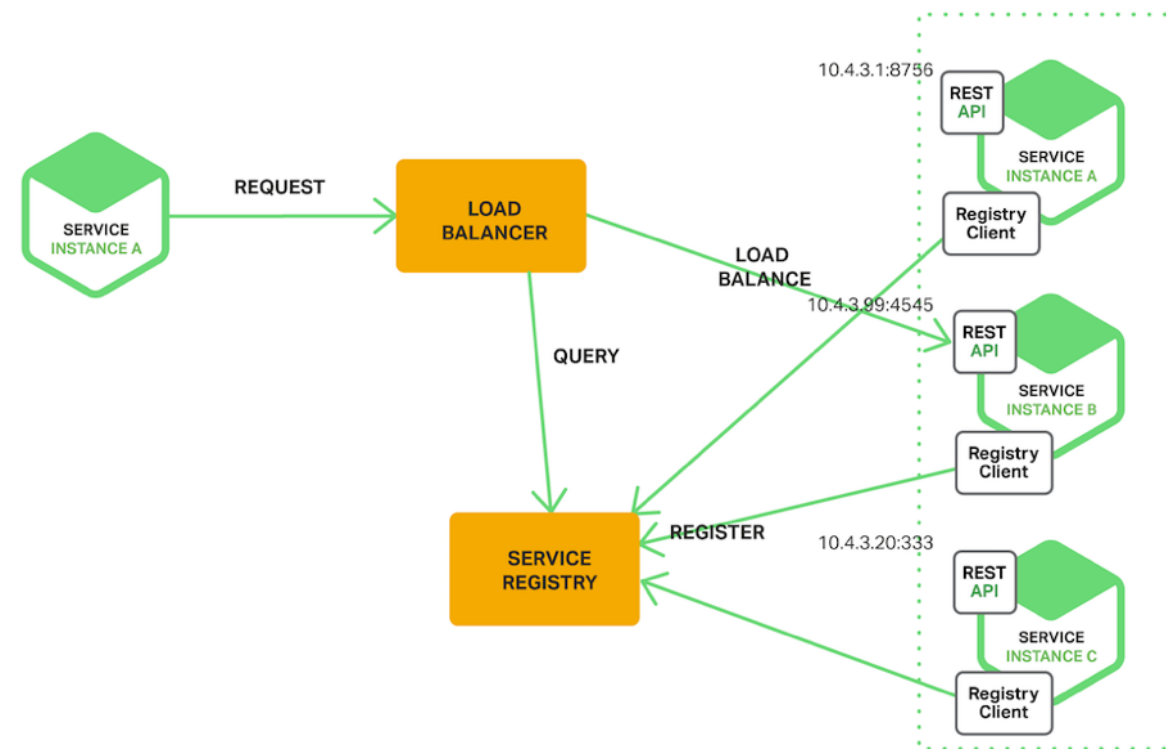 SERVICE
INSTANCE A
REQUEST
LOAD
BALANCER
QUERY
SERVICE
REGISTRY
LOAD
BALANCE
REGISTER
10.4.3.1:8756
REST
API
SERVICE
INSTANCE A
Registry
Client
10.4.3.99:4545
REST
API
SERVICE
INSTANCE B
Registry
Client
10.4.3.20:333
REST
API
SERVICE
INSTANCE C
Registry
Client